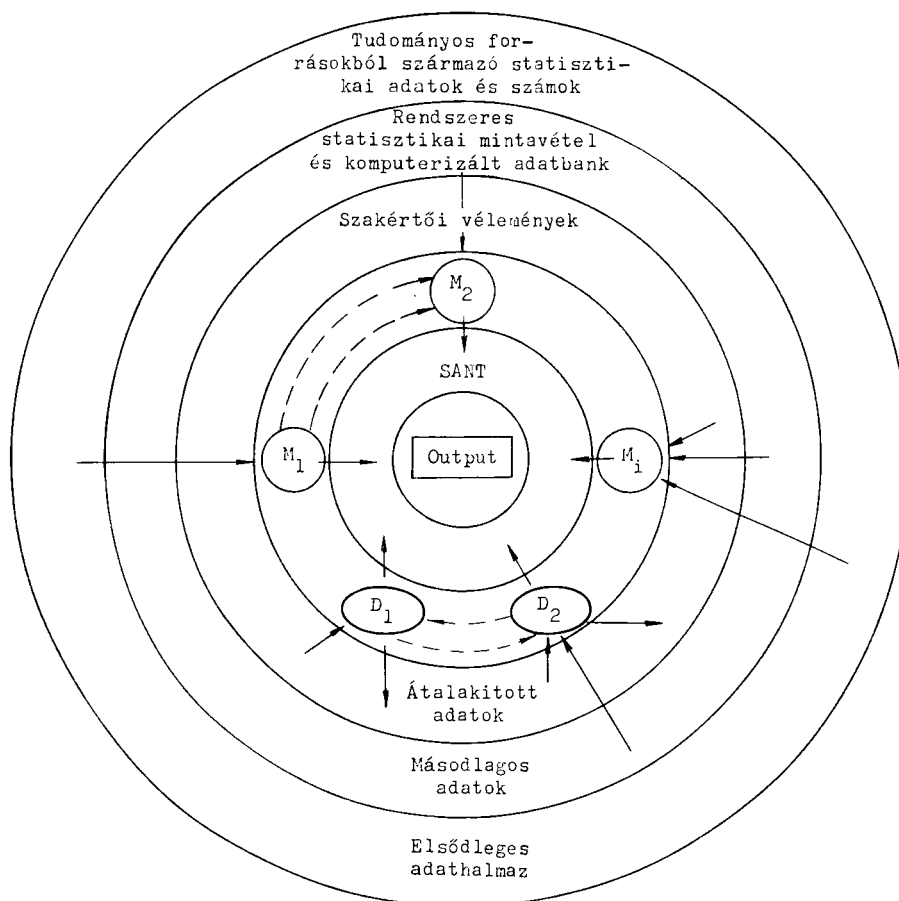 Tudományos for-
rásokból származó statiszti-
kai adatok és számok
Rendszeres
statisztikai mintavétel
és komputerizált adatbank
Szakértői vélemények
M2
SANT
M1
Output
Mi
D1
D2
Átalakitott
adatok
Másodlagos
adatok
Elsődleges
adathalmaz